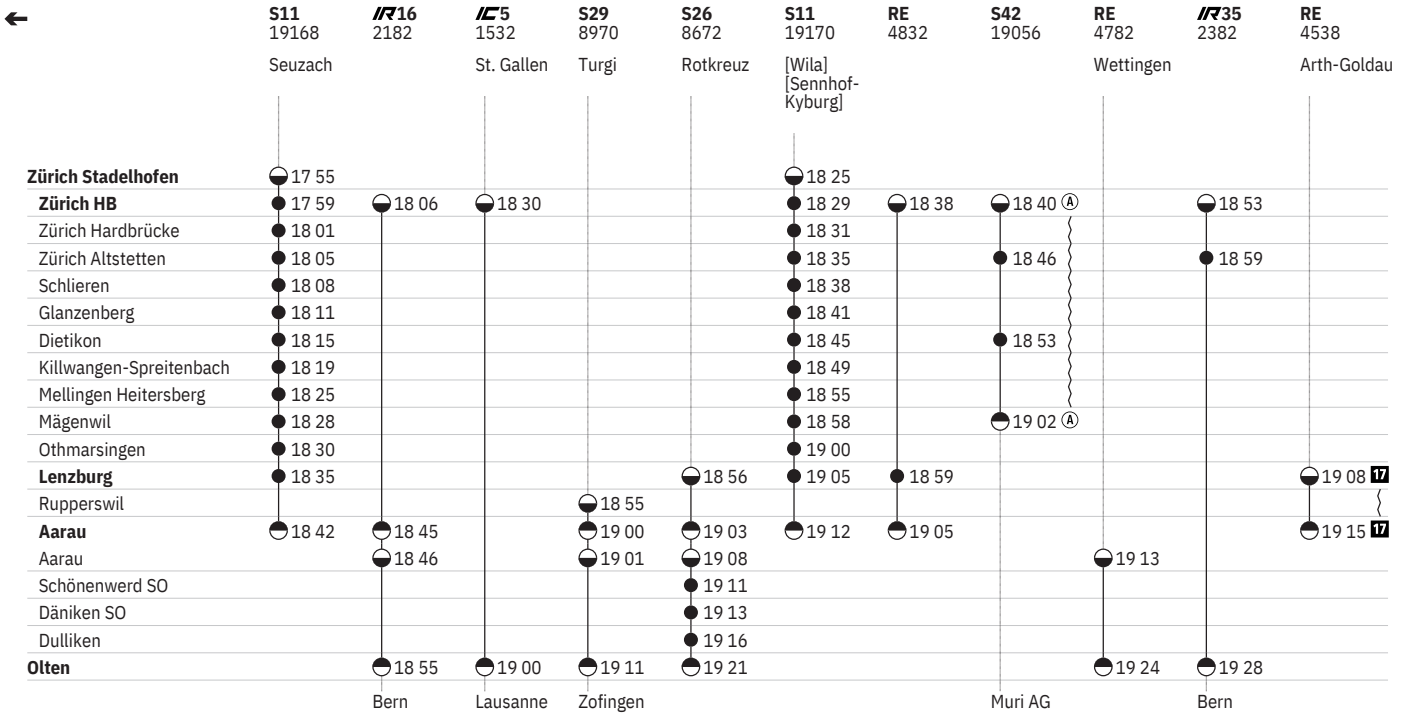 S11 IR16 IC5 S29 S26 S11 RE S42 RE IR35 RE
19168 2182 1532 8970 8672 19170 4832 19056 4782 2382 4538
Seuzach St. Gallen Turgi Rotkreuz [Wila] Wettingen Arth-Goldau
[Sennhof-
Kyburg]
Zürich Stadelhofen 17 55 18 25
Zürich HB 17 59 18 06 18 30 18 29 18 38 18 40 A 18 53
Zürich Hardbrücke 18 01 18 31
Zürich Altstetten 18 05 18 35 18 46 18 59
Schlieren 18 08 18 38
Glanzenberg 18 11 18 41
Dietikon 18 15 18 45 18 53
Killwangen-Spreitenbach 18 19 18 49
Mellingen Heitersberg 18 25 18 55
Mägenwil 18 28 18 58 19 02 A
Othmarsingen 18 30 19 00
Lenzburg 18 35 18 56 19 05 18 59 19 08 17
Rupperswil 18 55
Aarau 18 42 18 45 19 00 19 03 19 12 19 05 19 15 17
Aarau 18 46 19 01 19 08 19 13
Schönenwerd SO 19 11
Däniken SO 19 13
Dulliken 19 16
Olten 18 55 19 00 19 11 19 21 19 24 19 28
Bern Lausanne Zofingen Muri AG Bern